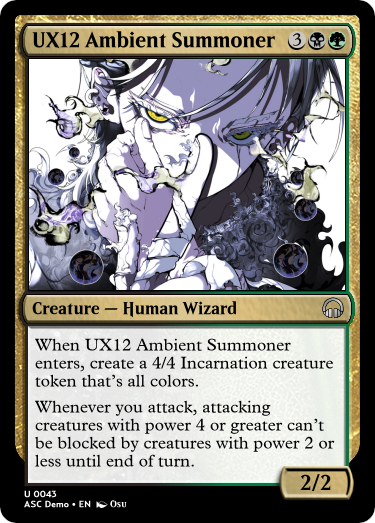 UX12 Ambient Summoner 3
Creature — Human Wizard
When UX12 Ambient Summoner
enters, create a 4/4 Incarnation creature
token that's all colors.
Whenever you attack, attacking
creatures with power 4 or greater can't
be blocked by creatures with power 2 or
less until end of turn.
2/2
U 0043
ASC Demo • EN Osu